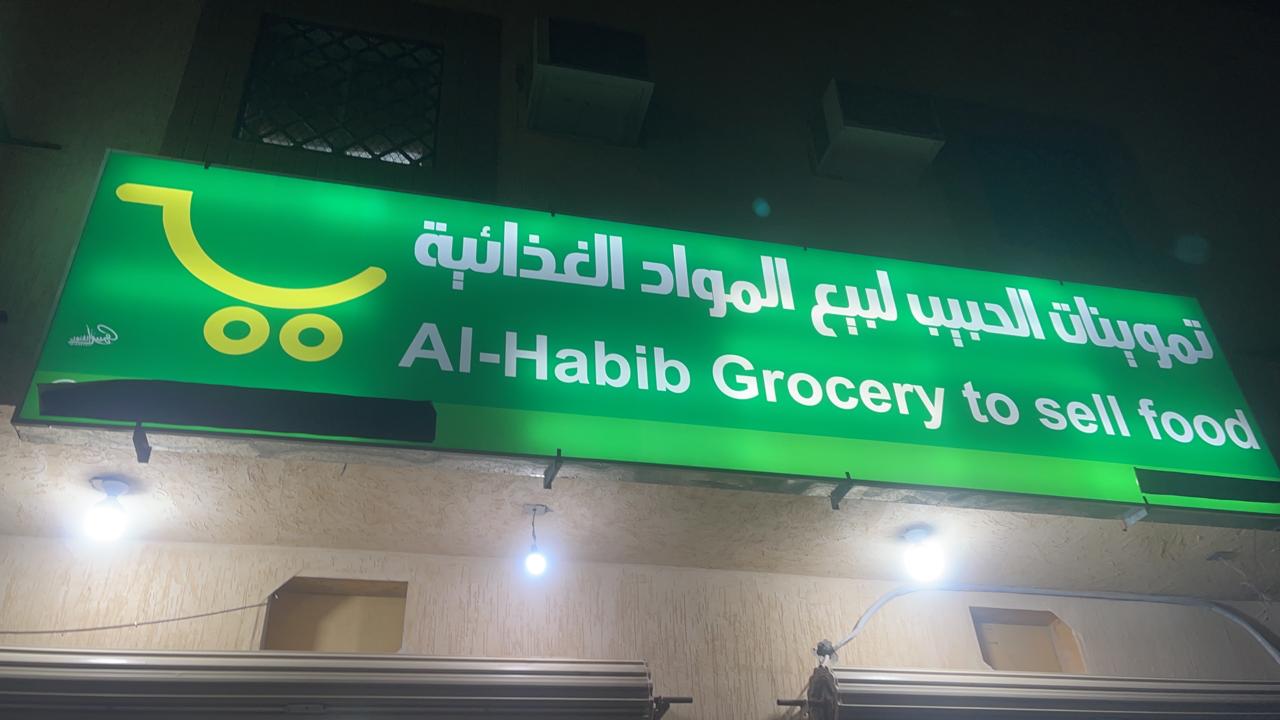 تموينات الحبيب لبيع المواد الغذائية
Al-Habib Grocery to sell food